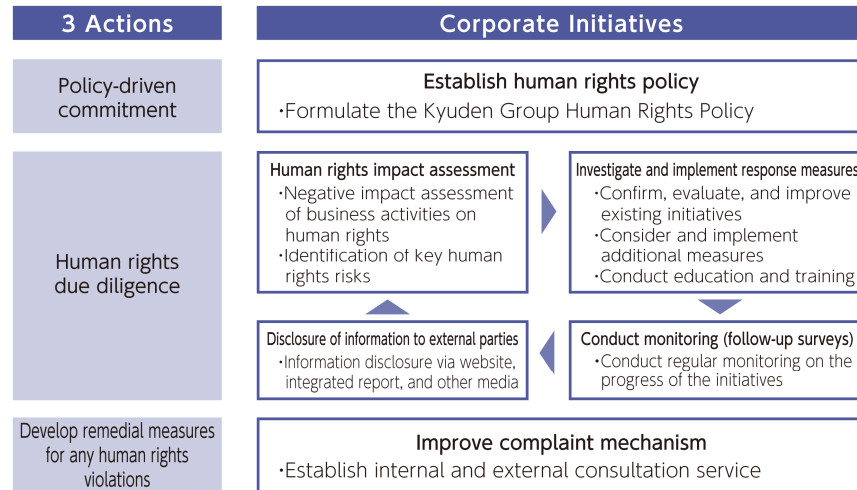 3 Actions
Corporate Initiatives
Policy-driven
commitment
Establish human rights policy
・Formulate the Kyuden Group Human Rights Policy
Human rights
due diligence
Human rights impact assessment
・Negative impact assessment
of business activities on
human rights
・Identification of key human
rights risks
Investigate and implement response measures
・Confirm, evaluate, and improve
existing initiatives
・Consider and implement
additional measures
・Conduct education and training
Disclosure of information to external parties
・Information disclosure via website,
integrated report, and other media
Conduct monitoring (follow-up surveys)
・Conduct regular monitoring on the
progress of the initiatives
Develop remedial measures
for any human rights
violations
Improve complaint mechanism
・Establish internal and external consultation service